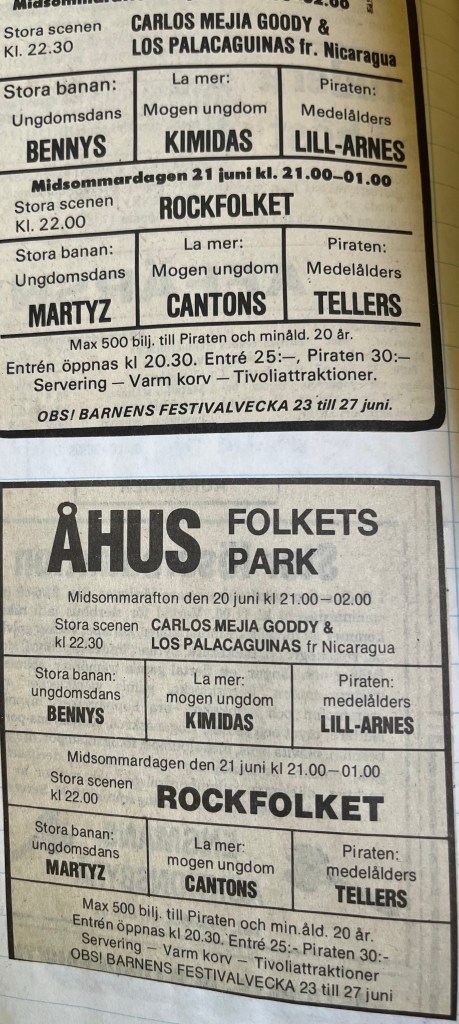 Stora scenen CARLOS MEJIA GOODY &
Kl. 22.30 LOS PALACAGUINAS fr. Nicaragua
Stora banan:
Ungdomsdans
BENNYS
La mer:
Mogen ungdom
KIMIDAS
Piraten:
Medelålders
LILL-ARNES
Midsommardagen 21 juni kl. 21.00–01.00
Stora scenen
Kl. 22.00
ROCKFOLKET
Stora banan:
Ungdomsdans
MARTYZ
La mer:
Mogen ungdom
CANTONS
Piraten:
Medelålders
TELLERS
Max 500 bilj. till Piraten och minåld. 20 år.
Entrén öppnas kl 20.30. Entré 25:–, Piraten 30:–
Servering – Varm korv – Tivoliattraktioner.
OBS! BARNENS FESTIVALVECKA 23 till 27 juni.
ÅHUS FOLKETS
PARK
Midsommarafton den 20 juni kl 21.00–02.00
Stora scenen CARLOS MEJIA GODDY &
kl 22.30 LOS PALACAGUINAS fr Nicaragua
Stora banan:
ungdomsdans
BENNYS
La mer:
mogen ungdom
KIMIDAS
Piraten:
medelålders
LILL-ARNES
Midsommardagen den 21 juni kl 21.00–01.00
Stora scenen
kl 22.00
ROCKFOLKET
Stora banan:
ungdomsdans
MARTYZ
La mer:
mogen ungdom
CANTONS
Piraten:
medelålders
TELLERS
Max 500 bilj. till Piraten och min.åld. 20 år.
Entrén öppnas kl 20.30. Entré 25:- Piraten 30:-
Servering – Varm korv – Tivoliattraktioner
OBS! BARNENS FESTIVALVECKA 23 till 27 juni